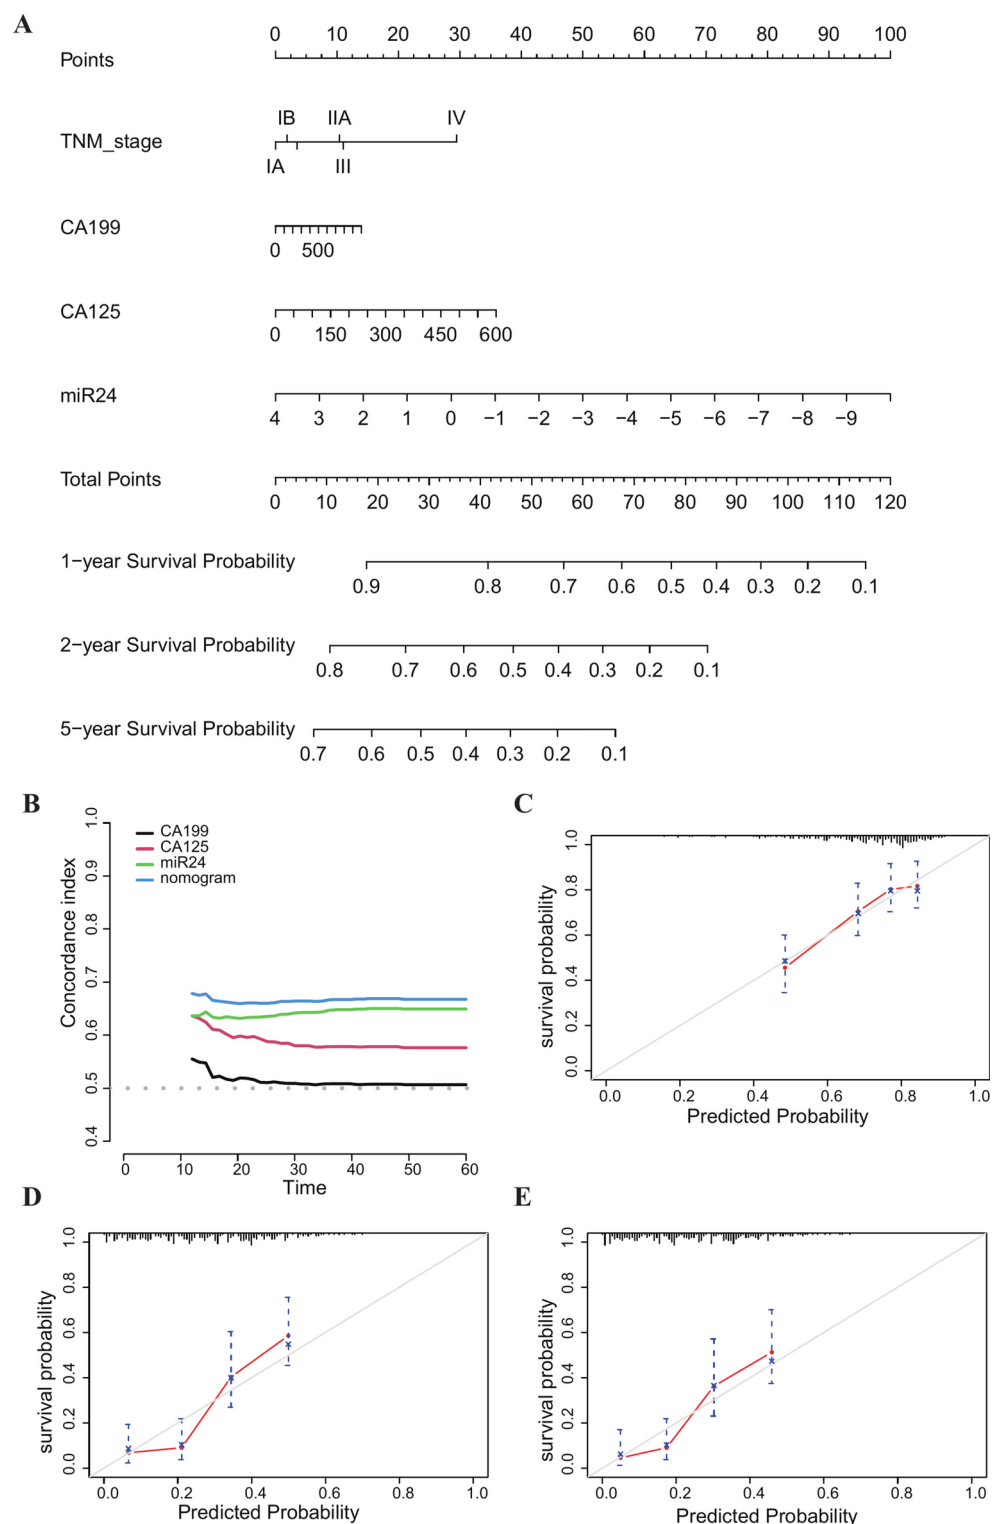 A
0 10 20 30 40 50 60 70 80 90 100
Points
IB IIA IV
TNM_stage
IA III
CA199
0 500
CA125
0 150 300 450 600
miR24
4 3 2 1 0 −1 −2 −3 −4 −5 −6 −7 −8 −9
Total Points
0 10 20 30 40 50 60 70 80 90 100 110 120
1−year Survival Probability
0.9 0.8 0.7 0.6 0.5 0.4 0.3 0.2 0.1
2−year Survival Probability
0.8 0.7 0.6 0.5 0.4 0.3 0.2 0.1
5−year Survival Probability
0.7 0.6 0.5 0.4 0.3 0.2 0.1
B
CA199
CA125
miR24
nomogram
Concordance index
1.0
0.9
0.8
0.7
0.6
0.5
0.4
0 10 20 30 40 50 60
Time
C
survival probability
1.0
0.8
0.6
0.4
0.2
0.0
0.0 0.2 0.4 0.6 0.8 1.0
Predicted Probability
D
survival probability
1.0
0.8
0.6
0.4
0.2
0.0
0.0 0.2 0.4 0.6 0.8 1.0
Predicted Probability
E
survival probability
1.0
0.8
0.6
0.4
0.2
0.0
0.0 0.2 0.4 0.6 0.8 1.0
Predicted Probability